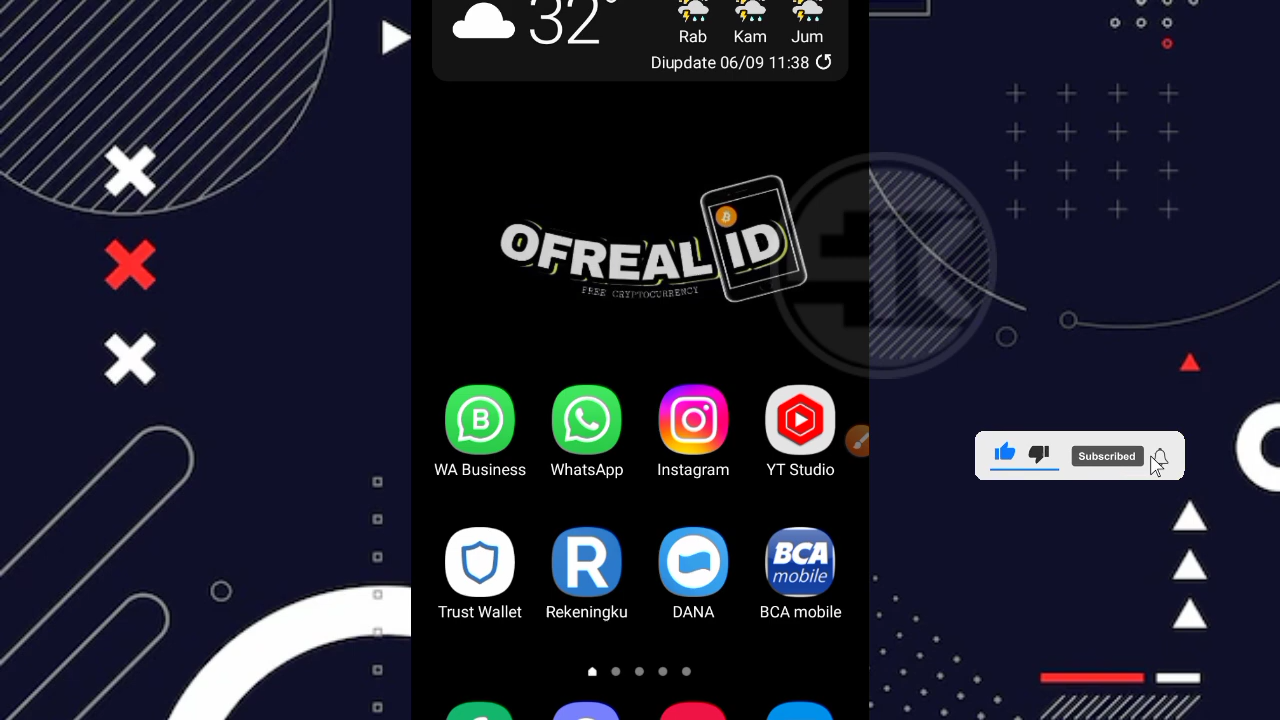 32°
Rab Kam Jum
Diupdate 06/09 11:38
OFREAL ID
FREE CRYPTOCURRENCY
WA Business WhatsApp Instagram YT Studio
Subscribed
R BCA mobile
Trust Wallet Rekeningku DANA BCA mobile